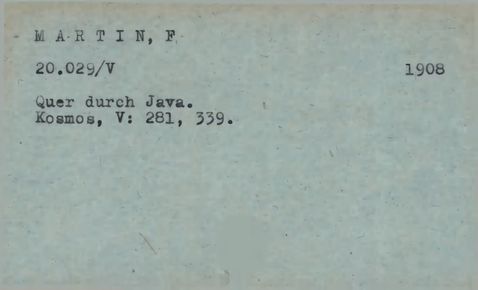 M A R T I N, F.
20.029/V 1908
Quer durch Java.
Kosmos, V: 281, 339.